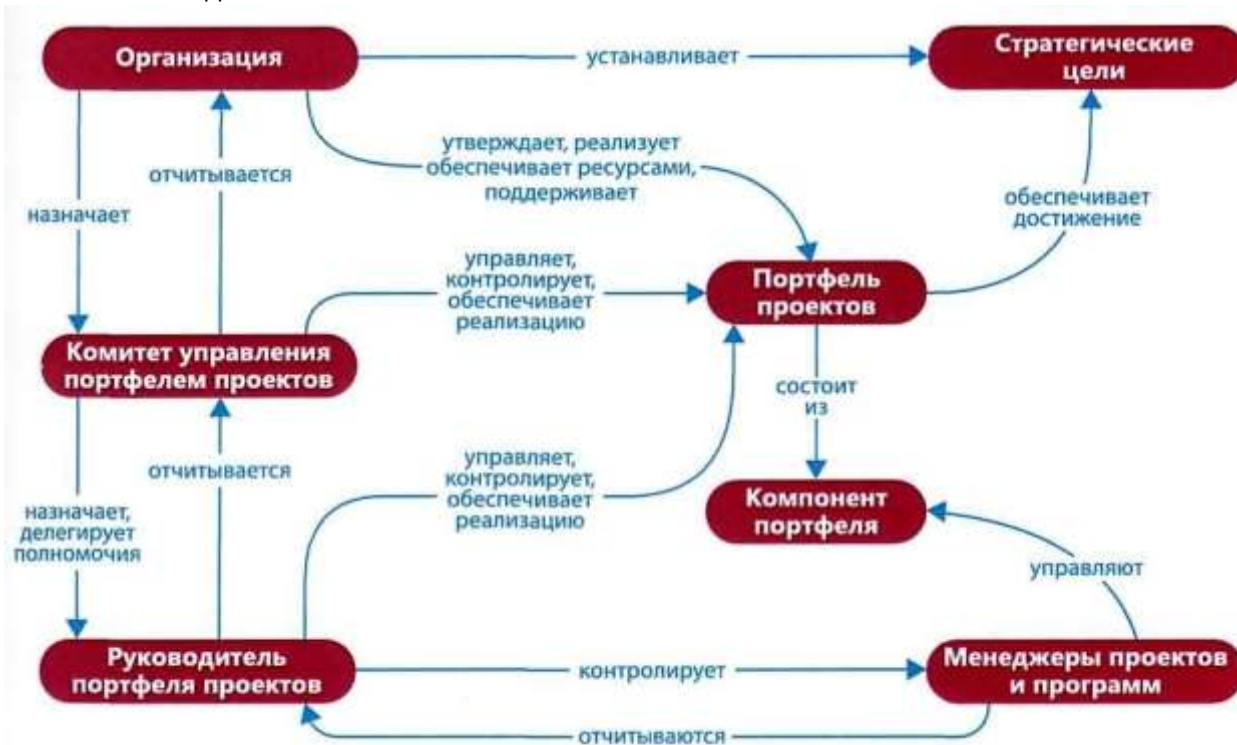 Организация
устанавливает
Стратегические
цели
утверждает, реализует
обеспечивает ресурсами,
поддерживает
отчитывается
назначает
обеспечивает
достижение
управляет,
контролирует,
обеспечивает
реализацию
Портфель
проектов
Комитет управления
портфелем проектов
состоит
из
отчитывается
управляет,
контролирует,
обеспечивает
реализацию
Компонент
портфеля
назначает,
делегирует
полномочия
управляют
Руководитель
портфеля проектов
контролирует
Менеджеры проектов
и программ
отчитываются